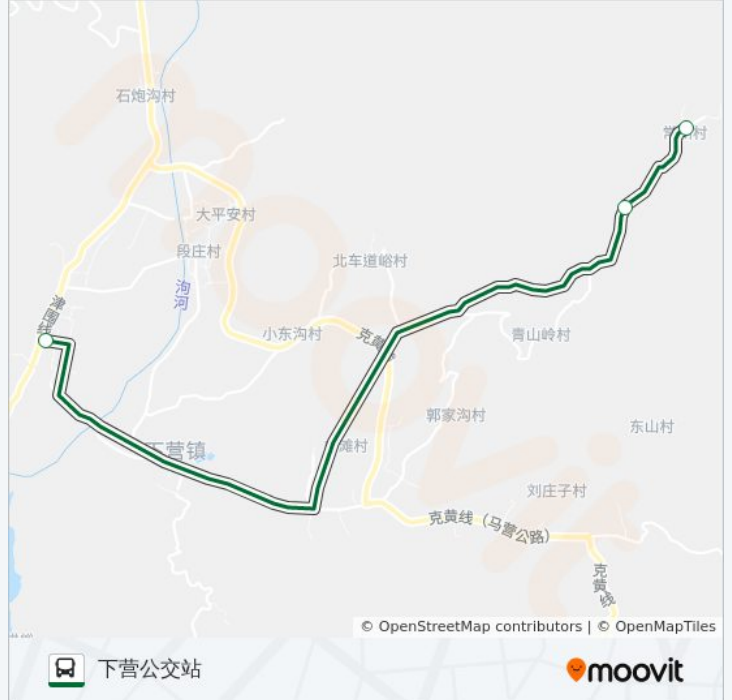 石炮沟村
大平安村
段庄村
泃河
北车道峪村
津围线
小东沟村
克黄
青山岭村
郭家沟村
东山村
下营镇
滩村
刘庄子村
克黄线（马营公路）
克黄线
© OpenStreetMap contributors | © OpenMapTiles
下营公交站
moovit